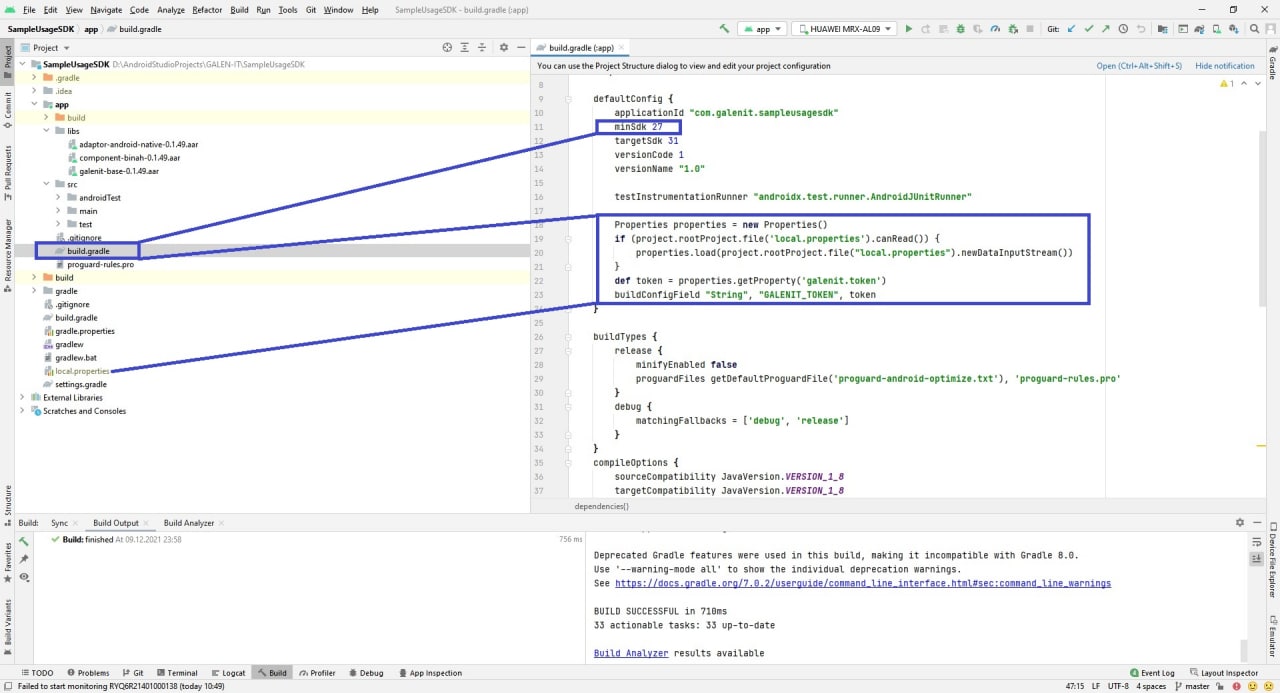 File Edit View Navigate Code Analyze Refactor Build Run Tools Git Window Help SampleUsageSDK - build.gradle (:app)
SampleUsageSDK app build.gradle
app HUAWEI MRX-AL09 Git:
Project
build.gradle (:app)
SampleUsageSDK D:\AndroidStudioProjects\GALEN-IT\SampleUsageSDK
.gradle
.idea
app
build
libs
adaptor-android-native-0.1.49.aar
component-binah-0.1.49.aar
galenit-base-0.1.49.aar
src
androidTest
main
test
.gitignore
build.gradle
proguard-rules.pro
build
gradle
.gitignore
build.gradle
gradle.properties
gradlew
gradlew.bat
local.properties
settings.gradle
External Libraries
Scratches and Consoles
You can use the Project Structure dialog to view and edit your project configuration Open (Ctrl+Alt+Shift+S) Hide notification
1
8
9 defaultConfig {
10 applicationId "com.galenit.sampleusagesdk"
11 minSdk 27
12 targetSdk 31
13 versionCode 1
14 versionName "1.0"
15
16 testInstrumentationRunner "androidx.test.runner.AndroidJUnitRunner"
17
18 Properties properties = new Properties()
19 if (project.rootProject.file('local.properties').canRead()) {
20 properties.load(project.rootProject.file("local.properties").newDataInputStream())
21 }
22 def token = properties.getProperty('galenit.token')
23 buildConfigField "String", "GALENIT_TOKEN", token
24 }
25
26 buildTypes {
27 release {
28 minifyEnabled false
29 proguardFiles getDefaultProguardFile('proguard-android-optimize.txt'), 'proguard-rules.pro'
30 }
31 debug {
32 matchingFallbacks = ['debug', 'release']
33 }
34 }
35 compileOptions {
36 sourceCompatibility JavaVersion.VERSION_1_8
37 targetCompatibility JavaVersion.VERSION_1_8
dependencies{}
Project
Commit
Pull Requests
Resource Manager
Structure
Favorites
Build Variants
Gradle
Device File Explorer
Emulator
Build: Sync Build Output Build Analyzer
Build: finished At 09.12.2021 23:58 756 ms
Deprecated Gradle features were used in this build, making it incompatible with Gradle 8.0.
Use '--warning-mode all' to show the individual deprecation warnings.
See https://docs.gradle.org/7.0.2/userguide/command_line_interface.html#sec:command_line_warnings
BUILD SUCCESSFUL in 710ms
33 actionable tasks: 33 up-to-date
Build Analyzer results available
TODO Problems Git Terminal Logcat Build Profiler Debug App Inspection Event Log Layout Inspector
Failed to start monitoring RYQ6R21401000138 (today 10:49) 47:15 LF UTF-8 4 spaces master